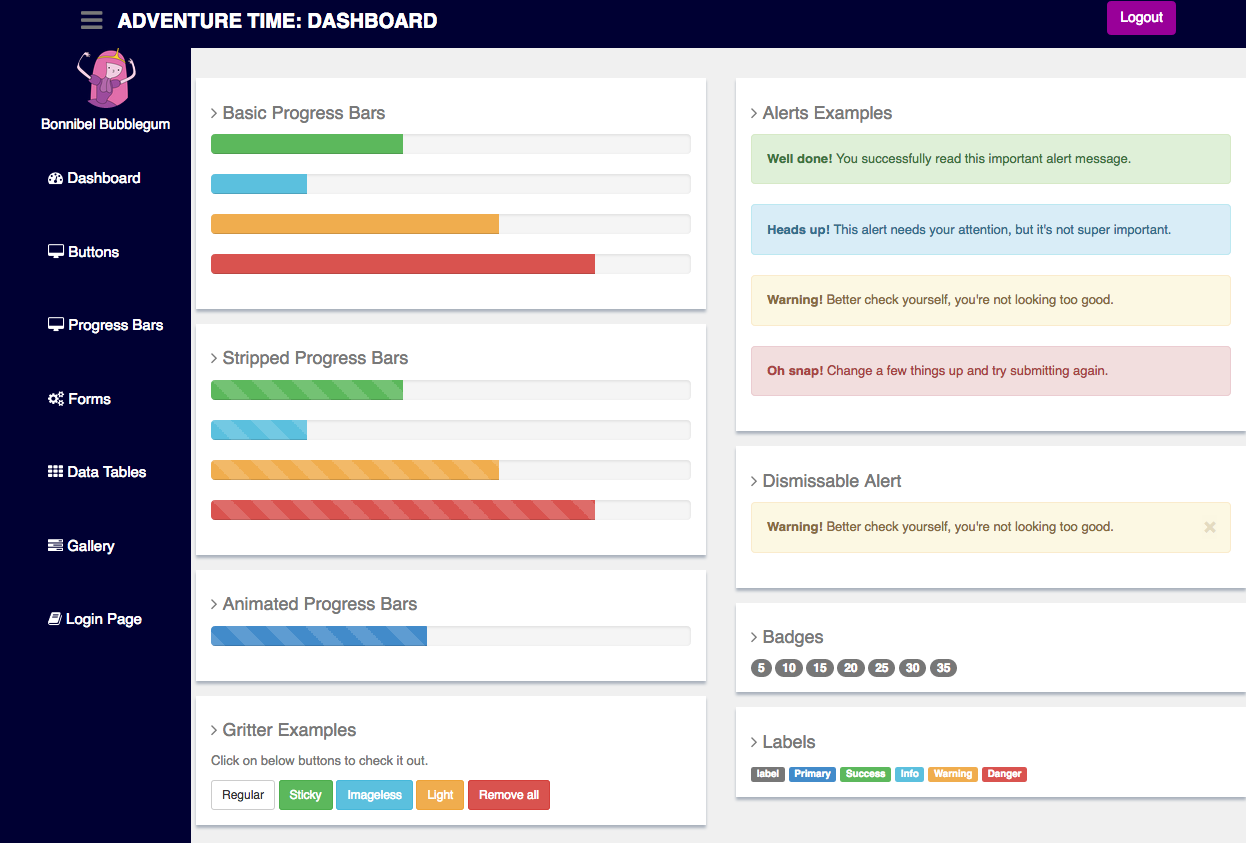 ADVENTURE TIME: DASHBOARD
Logout
Bonnibel Bubblegum
Dashboard
Buttons
Progress Bars
Forms
Data Tables
Gallery
Login Page
Basic Progress Bars
Stripped Progress Bars
Animated Progress Bars
Gritter Examples
Click on below buttons to check it out.
Regular Sticky Imageless Light Remove all
Alerts Examples
Well done! You successfully read this important alert message.
Heads up! This alert needs your attention, but it's not super important.
Warning! Better check yourself, you're not looking too good.
Oh snap! Change a few things up and try submitting again.
Dismissable Alert
Warning! Better check yourself, you're not looking too good. ×
Badges
5 10 15 20 25 30 35
Labels
label Primary Success Info Warning Danger